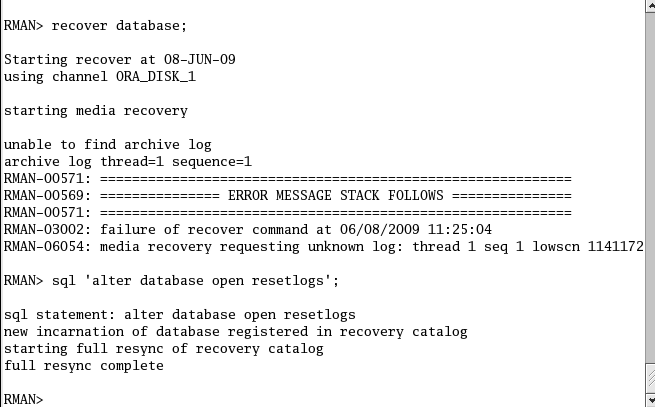 RMAN> recover database;
Starting recover at 08-JUN-09
using channel ORA_DISK_1
starting media recovery
unable to find archive log
archive log thread=1 sequence=1
RMAN-00571: ===========================================================
RMAN-00569: =============== ERROR MESSAGE STACK FOLLOWS ===============
RMAN-00571: ===========================================================
RMAN-03002: failure of recover command at 06/08/2009 11:25:04
RMAN-06054: media recovery requesting unknown log: thread 1 seq 1 lowscn 1141172
RMAN> sql 'alter database open resetlogs';
sql statement: alter database open resetlogs
new incarnation of database registered in recovery catalog
starting full resync of recovery catalog
full resync complete
RMAN>